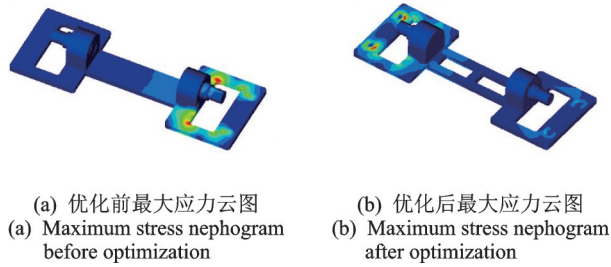 (a) 优化前最大应力云图
(a) Maximum stress nephogram
before optimization
(b) 优化后最大应力云图
(b) Maximum stress nephogram
after optimization